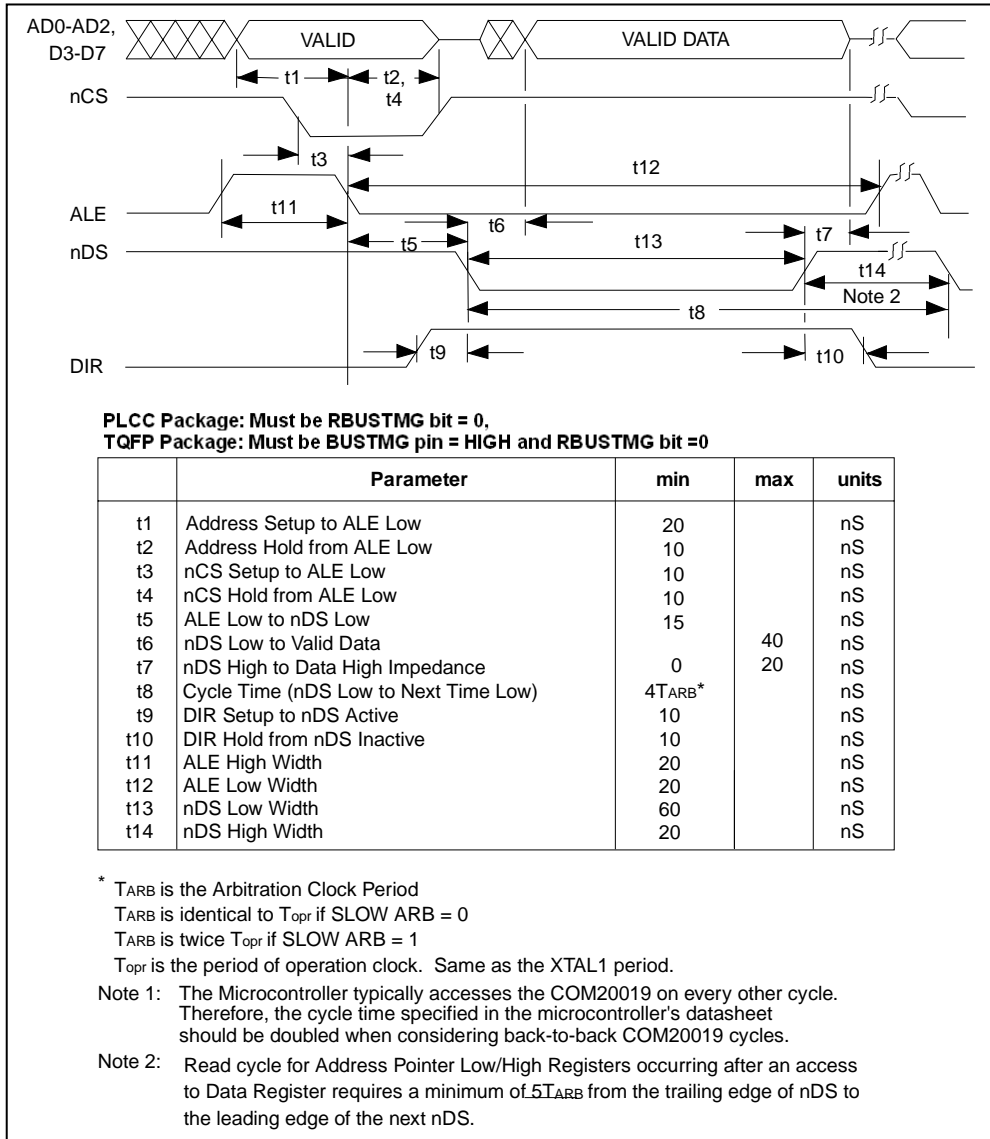 AD0-AD2,
D3-D7
VALID
VALID DATA
t1
t2,
t4
nCS
t3
t12
ALE
t11
t6
t5
t13
t7
nDS
t14
Note 2
t8
t9
t10
DIR
PLCC Package: Must be RBUSTMG bit = 0,
TQFP Package: Must be BUSTMG pin = HIGH and RBUSTMG bit =0
Parameter min max units
t1 Address Setup to ALE Low 20 nS
t2 Address Hold from ALE Low 10 nS
t3 nCS Setup to ALE Low 10 nS
t4 nCS Hold from ALE Low 10 nS
t5 ALE Low to nDS Low 15 nS
t6 nDS Low to Valid Data 40 nS
t7 nDS High to Data High Impedance 0 20 nS
t8 Cycle Time (nDS Low to Next Time Low) 4TARB* nS
t9 DIR Setup to nDS Active 10 nS
t10 DIR Hold from nDS Inactive 10 nS
t11 ALE High Width 20 nS
t12 ALE Low Width 20 nS
t13 nDS Low Width 60 nS
t14 nDS High Width 20 nS
* TARB is the Arbitration Clock Period
TARB is identical to Topr if SLOW ARB = 0
TARB is twice Topr if SLOW ARB = 1
Topr is the period of operation clock. Same as the XTAL1 period.
Note 1: The Microcontroller typically accesses the COM20019 on every other cycle.
Therefore, the cycle time specified in the microcontroller's datasheet
should be doubled when considering back-to-back COM20019 cycles.
Note 2: Read cycle for Address Pointer Low/High Registers occurring after an access
to Data Register requires a minimum of 5TARB from the trailing edge of nDS to
the leading edge of the next nDS.